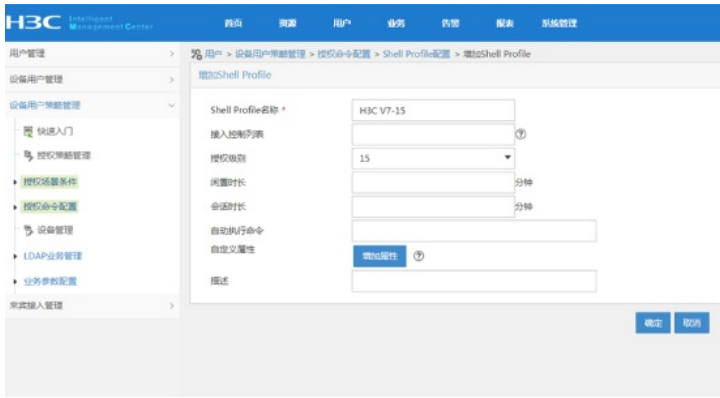 H3C Intelligent Management Center
首页 资源 用户 业务 告警 报表 系统管理
用户管理
设备用户管理
设备用户策略管理
快速入门
授权策略管理
授权场景条件
授权命令配置
设备管理
LDAP业务管理
业务参数配置
来宾接入管理
用户 > 设备用户策略管理 > 授权命令配置 > Shell Profile配置 > 增加Shell Profile
增加Shell Profile
Shell Profile名称 * H3C V7-15
接入控制列表
授权级别 15
闲置时长 分钟
会话时长 分钟
自动执行命令
自定义属性 增加属性
描述
确定 取消